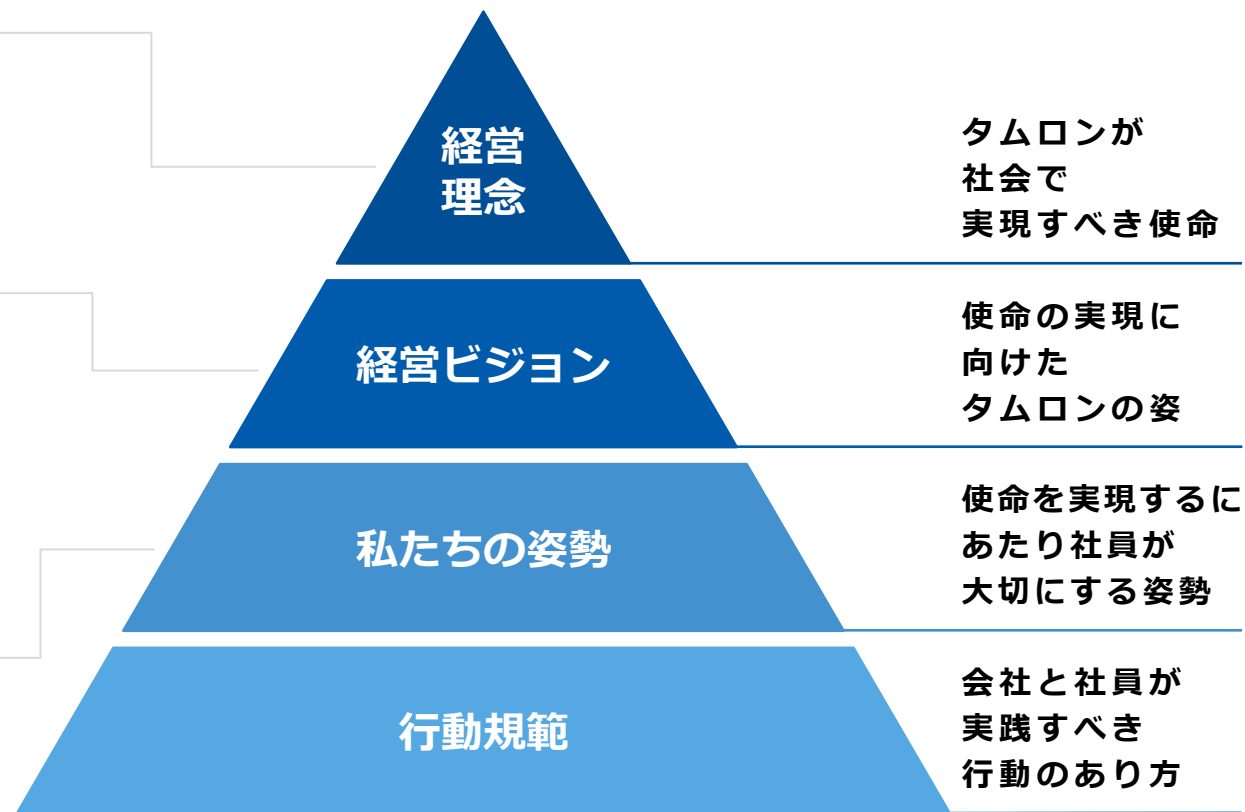 経営
理念
タムロンが
社会で
実現すべき使命
経営ビジョン
使命の実現に
向けた
タムロンの姿
私たちの姿勢
使命を実現するに
あたり社員が
大切にする姿勢
行動規範
会社と社員が
実践すべき
行動のあり方